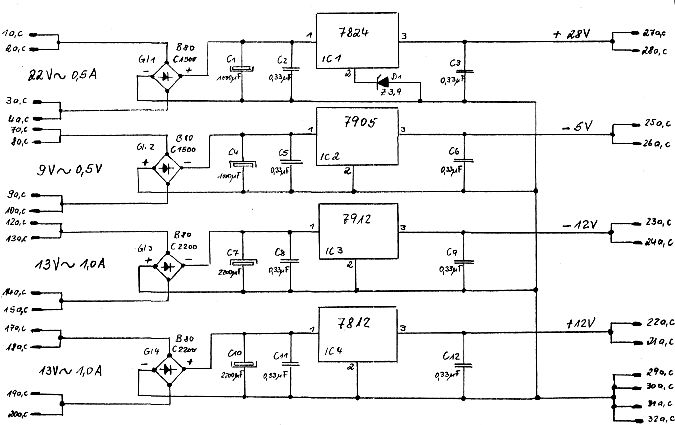 1a,c
2a,c
22V~ 0,5A
3a,c
4a,c
Gl1
B80
C1500
-
+
C1
1000µF
C2
0,33µF
1
7824
IC1
3
2
D1
Z3,9
C3
0,33µF
+28V
27a,c
28a,c
7a,c
8a,c
9V~ 0,5V
9a,c
10a,c
Gl2
B80
C1500
+
-
C4
1000µF
C5
0,33µF
1
7905
IC2
3
2
C6
0,33µF
-5V
25a,c
26a,c
12a,c
13a,c
13V~ 1,0A
14a,c
15a,c
Gl3
B80
C2200
+
-
C7
2200µF
C8
0,33µF
1
7912
IC3
3
2
C9
0,33µF
-12V
23a,c
24a,c
17a,c
18a,c
13V~ 1,0A
19a,c
20a,c
Gl4
B80
C2200
-
+
C10
2200µF
C11
0,33µF
1
7812
IC4
3
2
C12
0,33µF
+12V
22a,c
21a,c
29a,c
30a,c
31a,c
32a,c